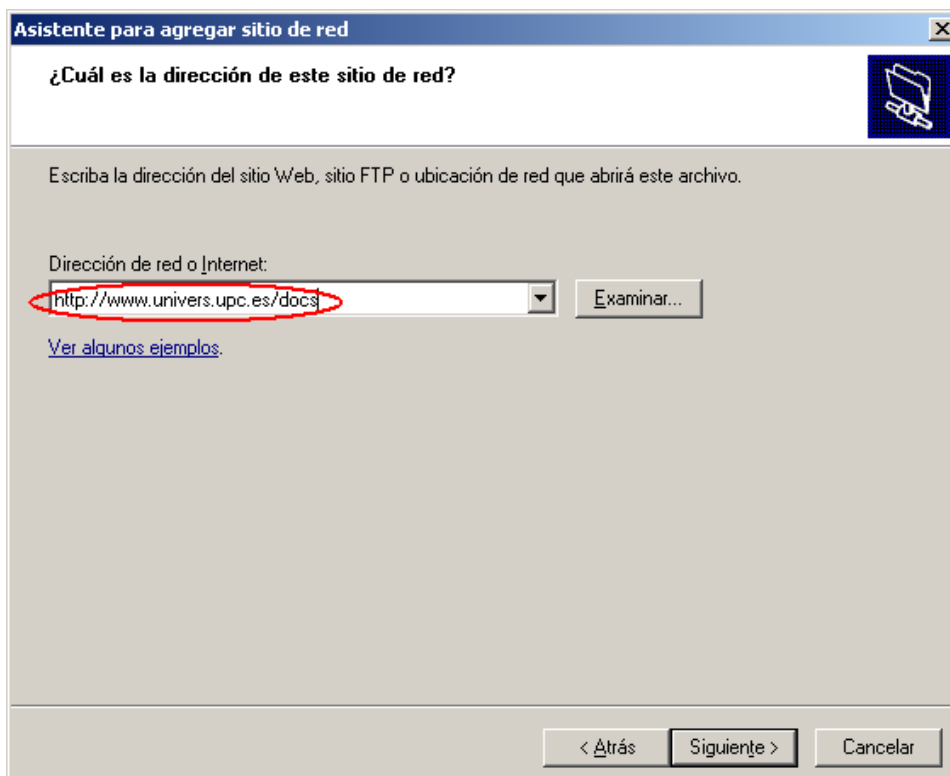 Asistente para agregar sitio de red
¿Cuál es la dirección de este sitio de red?
Escriba la dirección del sitio Web, sitio FTP o ubicación de red que abrirá este archivo.
Dirección de red o Internet:
http://www.univers.upc.es/docs
Examinar...
Ver algunos ejemplos.
< Atrás
Siguiente >
Cancelar